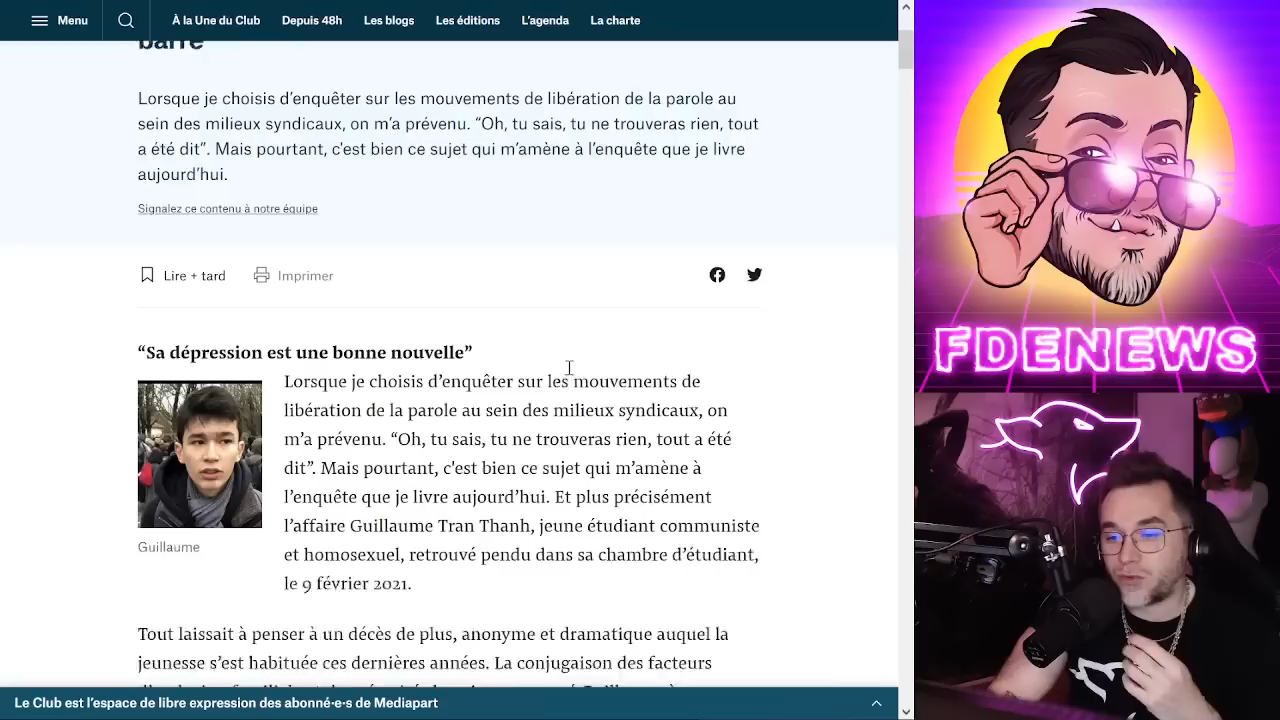 Menu
À la Une du Club
Depuis 48h
Les blogs
Les éditions
L'agenda
La charte
barre
Lorsque je choisis d'enquêter sur les mouvements de libération de la parole au
sein des milieux syndicaux, on m'a prévenu. “Oh, tu sais, tu ne trouveras rien, tout
a été dit”. Mais pourtant, c'est bien ce sujet qui m'amène à l'enquête que je livre
aujourd'hui.
Signalez ce contenu à notre équipe
Lire + tard
Imprimer
“Sa dépression est une bonne nouvelle”
Lorsque je choisis d'enquêter sur les mouvements de
libération de la parole au sein des milieux syndicaux, on
m'a prévenu. “Oh, tu sais, tu ne trouveras rien, tout a été
dit”. Mais pourtant, c'est bien ce sujet qui m'amène à
l'enquête que je livre aujourd'hui. Et plus précisément
l'affaire Guillaume Tran Thanh, jeune étudiant communiste
et homosexuel, retrouvé pendu dans sa chambre d'étudiant,
le 9 février 2021.
Guillaume
Tout laissait à penser à un décès de plus, anonyme et dramatique auquel la
jeunesse s'est habituée ces dernières années. La conjugaison des facteurs
Le Club est l'espace de libre expression des abonné·e·s de Mediapart
FDENEWS